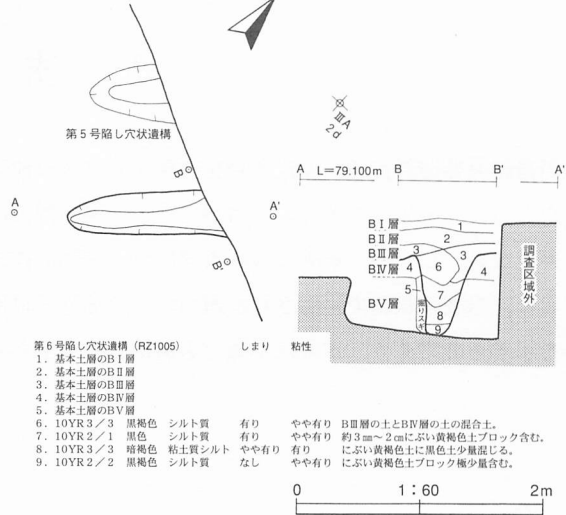 第5号陥し穴状遺構
ⅢA
2d
B
A
A'
B'
A L=79.100m B B' A'
BⅠ層
1
BⅡ層
2
BⅢ層
3
3
BⅣ層
4
6
4
5
7
BⅤ層
掘りスギ
8
9
調査区域外
第6号陥し穴状遺構(RZ1005) しまり 粘性
1. 基本土層のBⅠ層
2. 基本土層のBⅡ層
3. 基本土層のBⅢ層
4. 基本土層のBⅣ層
5. 基本土層のBⅤ層
6. 10YR3/3 黒褐色 シルト質 有り やや有り BⅢ層の土とBⅣ層の土の混合土。
7. 10YR2/1 黒色 シルト質 有り やや有り 約3㎜~2㎝にぶい黄褐色土ブロック含む。
8. 10YR3/3 暗褐色 粘土質シルト やや有り 有り にぶい黄褐色土に黒色土少量混じる。
9. 10YR2/2 黒褐色 シルト質 なし やや有り にぶい黄褐色土ブロック極少量含む。
0 1:60 2m